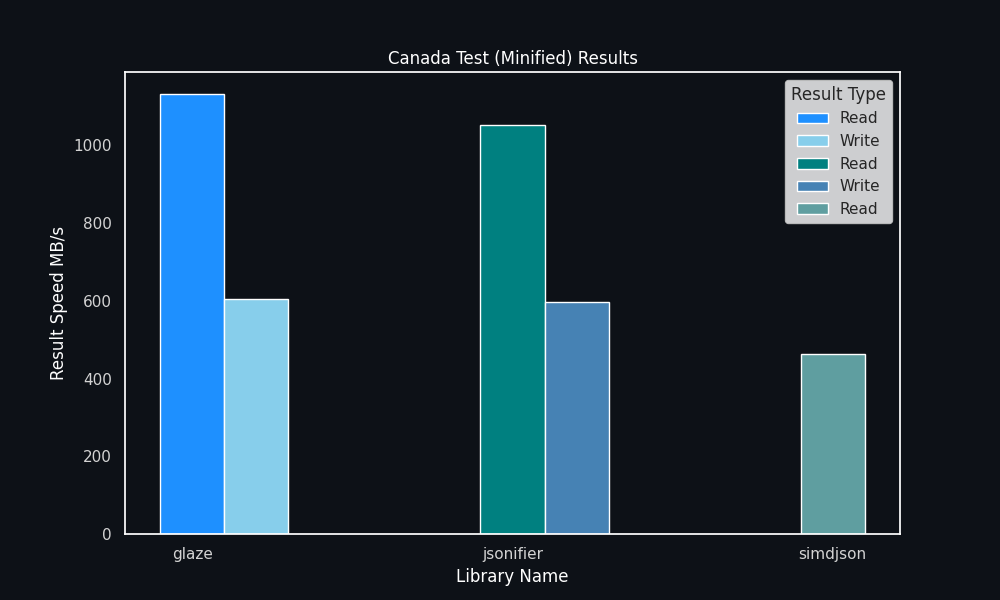 Canada Test (Minified) Results
Result Type
Read
Write
Read
Write
Read
Result Speed MB/s
1000
800
600
400
200
0
glaze jsonifier simdjson
Library Name